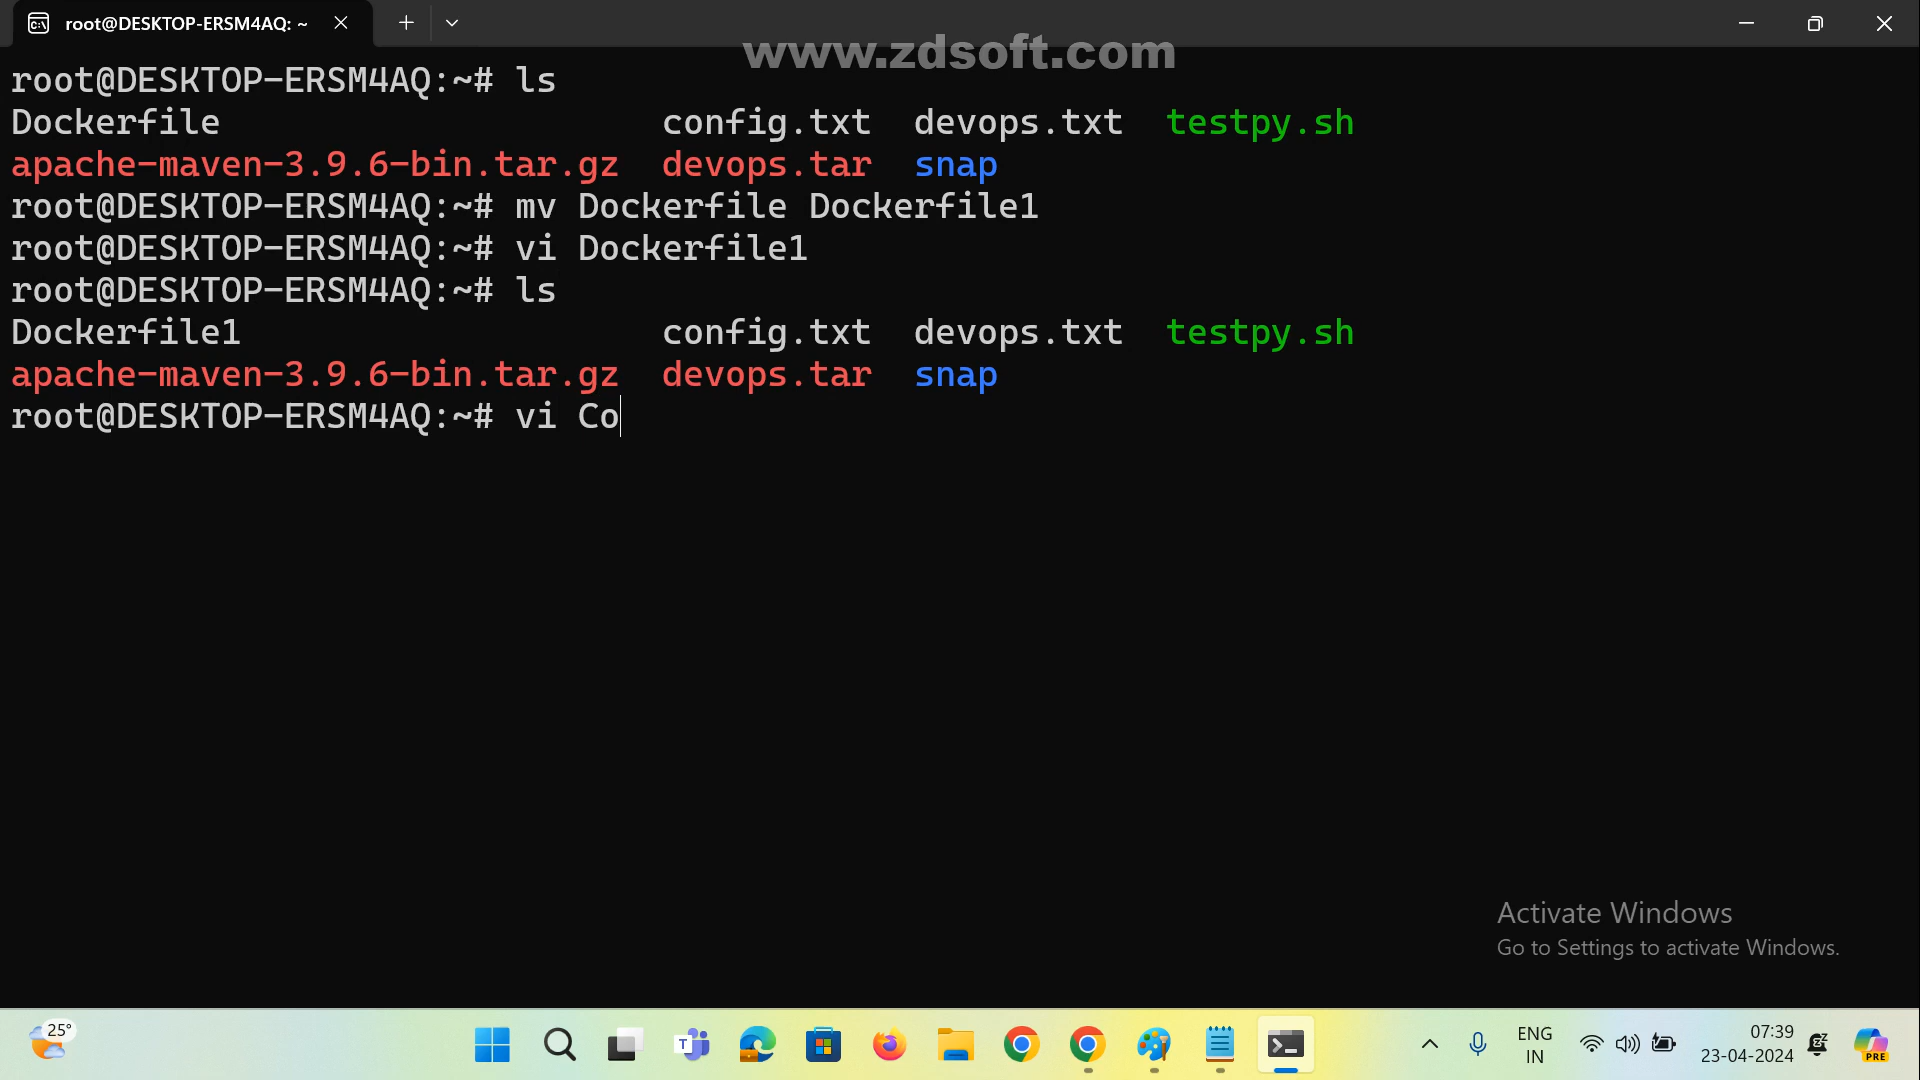 root@DESKTOP-ERSM4AQ: ~
www.zdsoft.com
root@DESKTOP-ERSM4AQ:~# ls
Dockerfile config.txt devops.txt testpy.sh
apache-maven-3.9.6-bin.tar.gz devops.tar snap
root@DESKTOP-ERSM4AQ:~# mv Dockerfile Dockerfile1
root@DESKTOP-ERSM4AQ:~# vi Dockerfile1
root@DESKTOP-ERSM4AQ:~# ls
Dockerfile1 config.txt devops.txt testpy.sh
apache-maven-3.9.6-bin.tar.gz devops.tar snap
root@DESKTOP-ERSM4AQ:~# vi Co
Activate Windows
Go to Settings to activate Windows.
25°
ENG
IN
07:39
23-04-2024
PRE